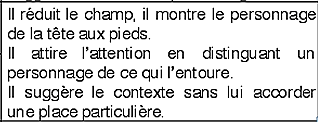 Il réduit le champ, il montre le personnage
de la tête aux pieds.
Il attire l'attention en distinguant un
personnage de ce qui l'entoure.
Il suggère le contexte sans lui accorder
une place particulière.